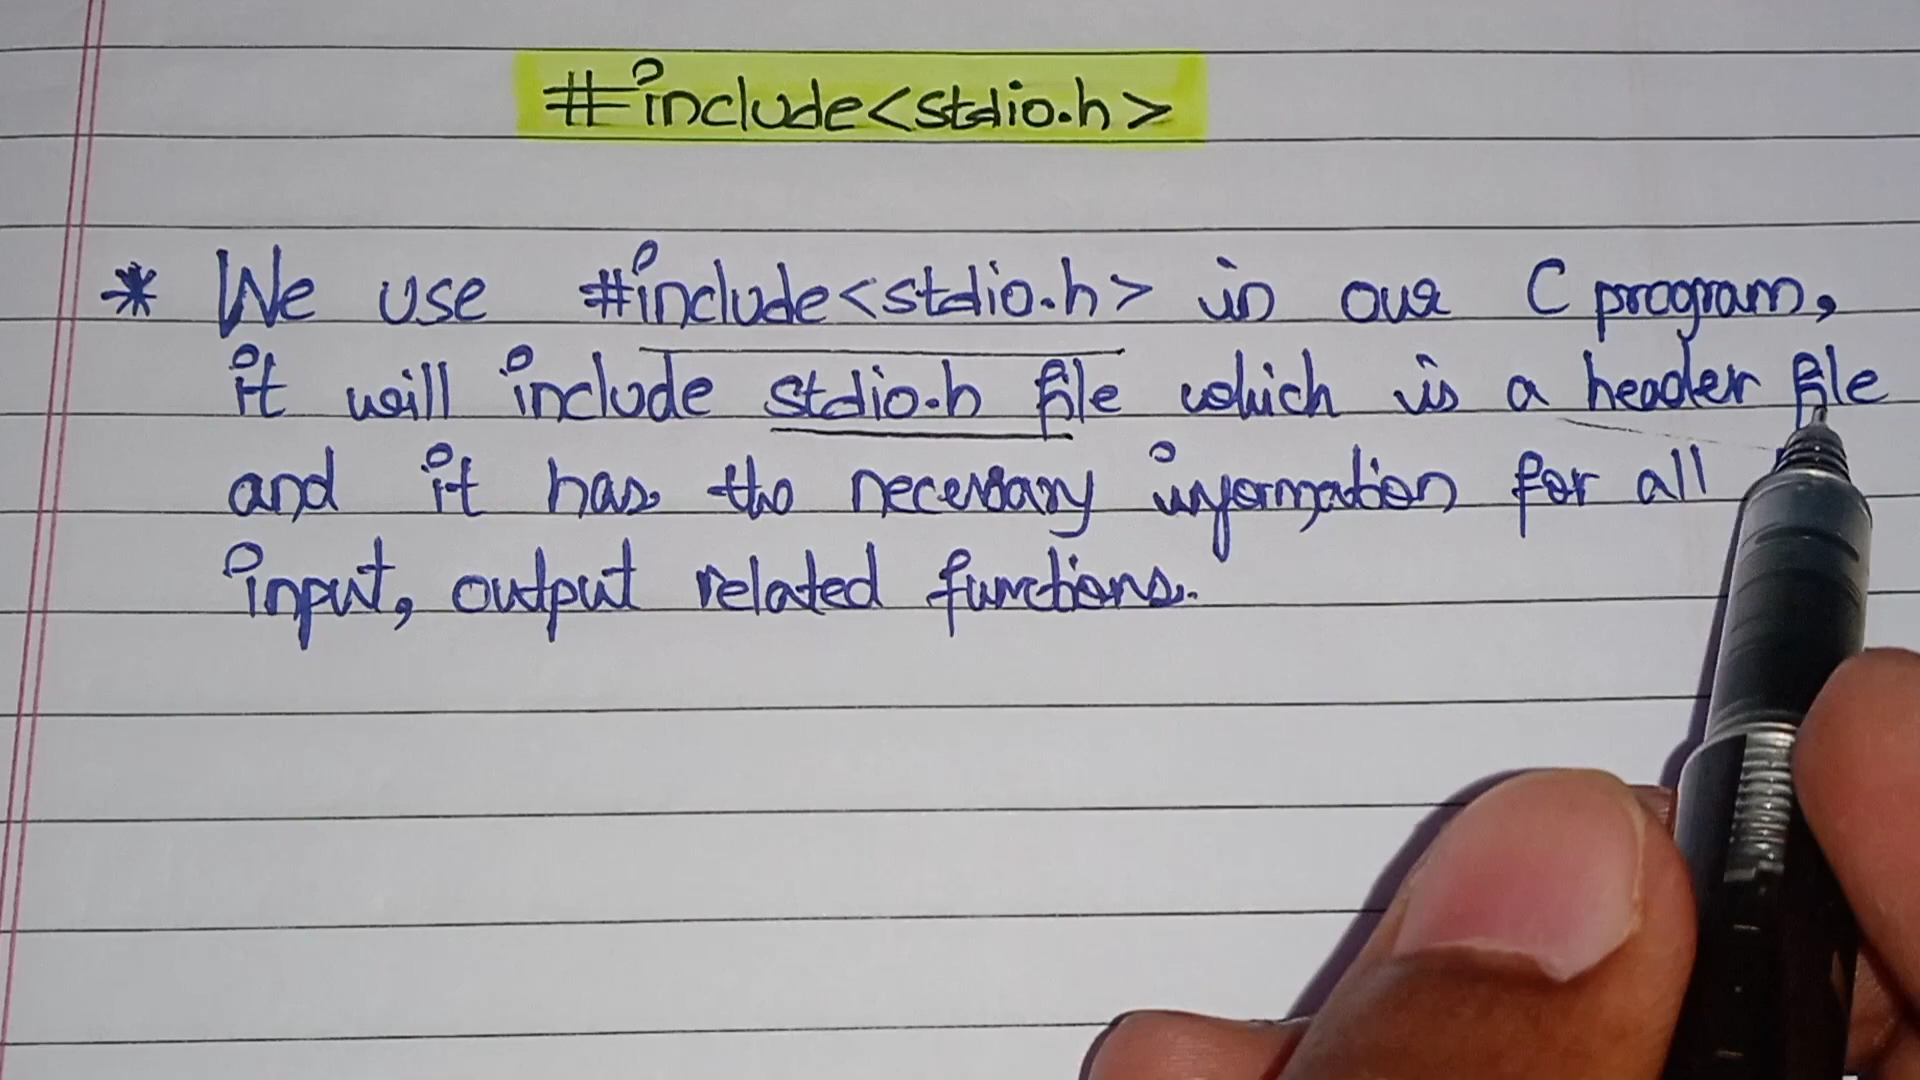 #include<stdio.h>
* We use #include<stdio.h> in our C program,
it will include stdio.h file which is a header file
and it has the necessary information for all
input, output related functions.